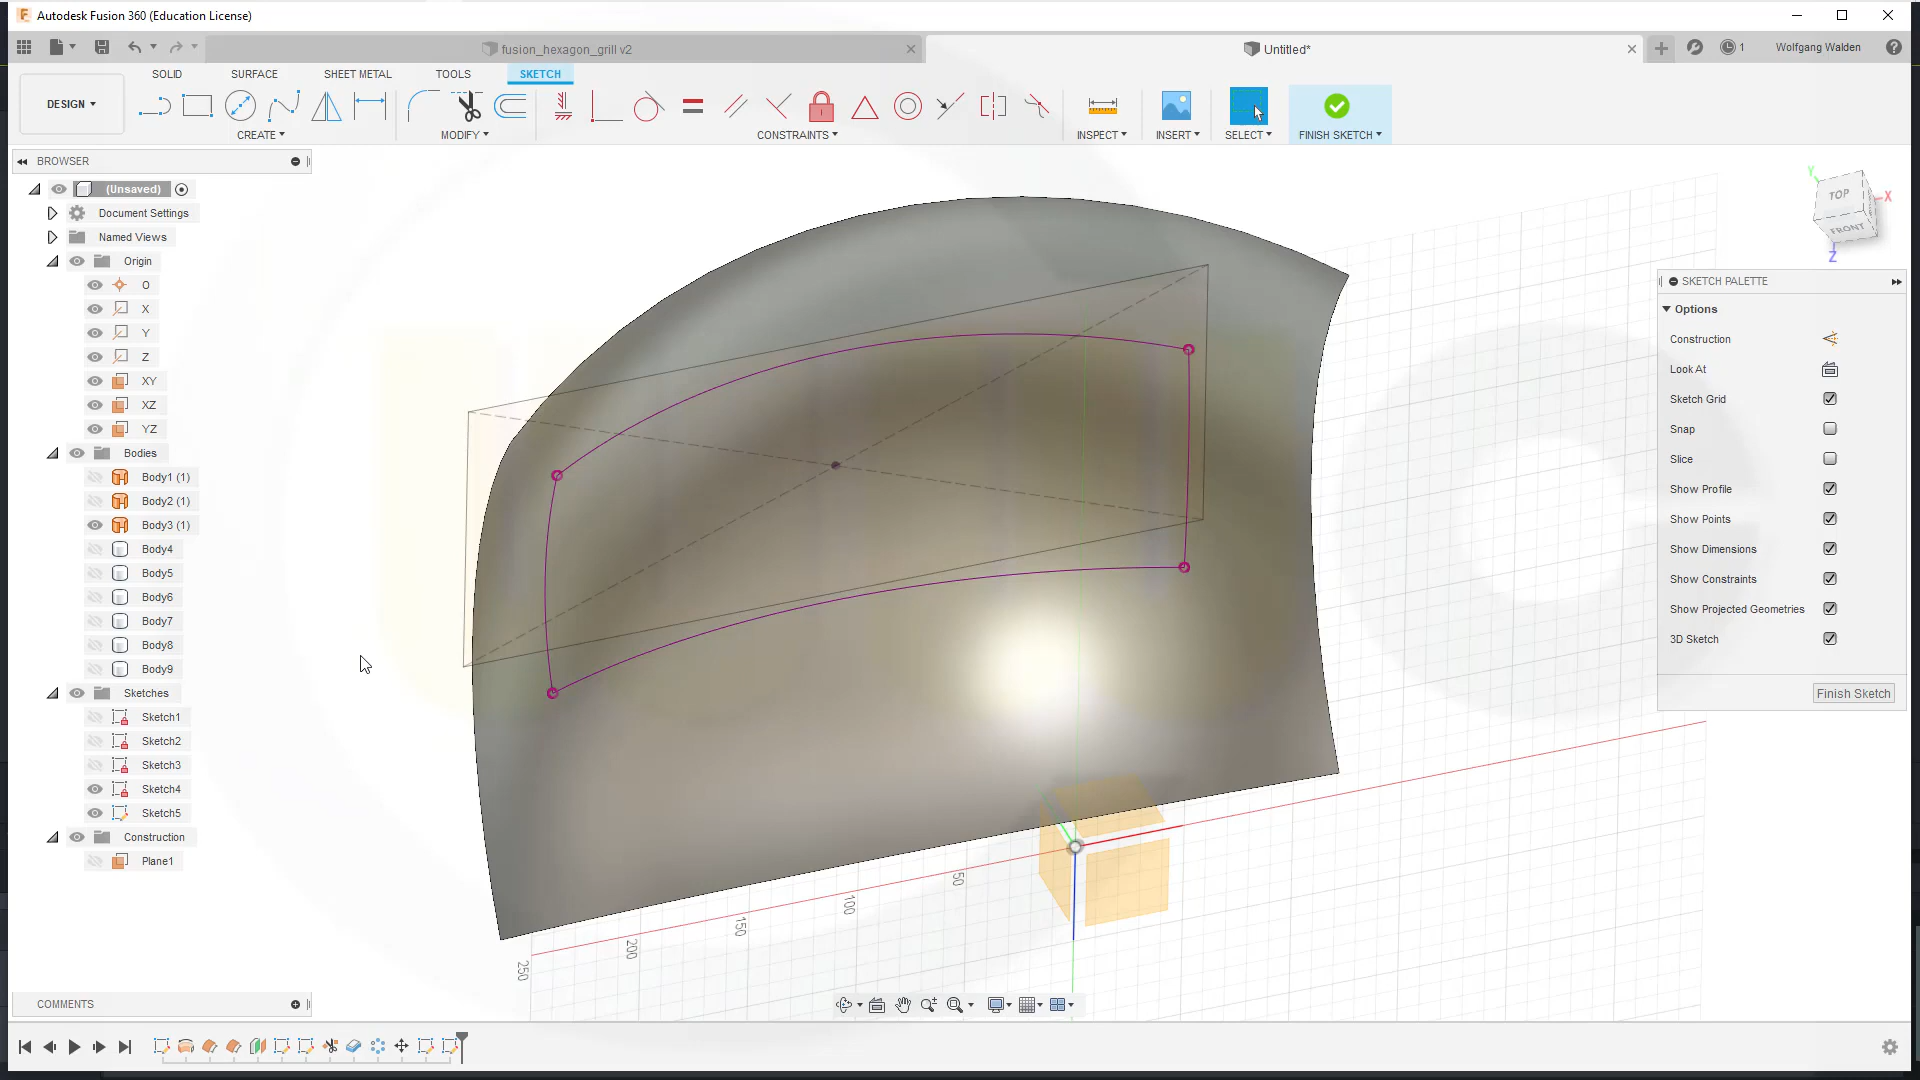 Autodesk Fusion 360 (Education License)
fusion_hexagon_grill v2
Untitled*
1
Wolfgang Walden
DESIGN
SOLID
SURFACE
SHEET METAL
TOOLS
SKETCH
CREATE
MODIFY
CONSTRAINTS
INSPECT
INSERT
SELECT
FINISH SKETCH
BROWSER
(Unsaved)
Document Settings
Named Views
Origin
O
X
Y
Z
XY
XZ
YZ
Bodies
Body1 (1)
Body2 (1)
Body3 (1)
Body4
Body5
Body6
Body7
Body8
Body9
Sketches
Sketch1
Sketch2
Sketch3
Sketch4
Sketch5
Construction
Plane1
50
100
150
200
250
Y
TOP
X
FRONT
Z
SKETCH PALETTE
Options
Construction
Look At
Sketch Grid
Snap
Slice
Show Profile
Show Points
Show Dimensions
Show Constraints
Show Projected Geometries
3D Sketch
Finish Sketch
COMMENTS